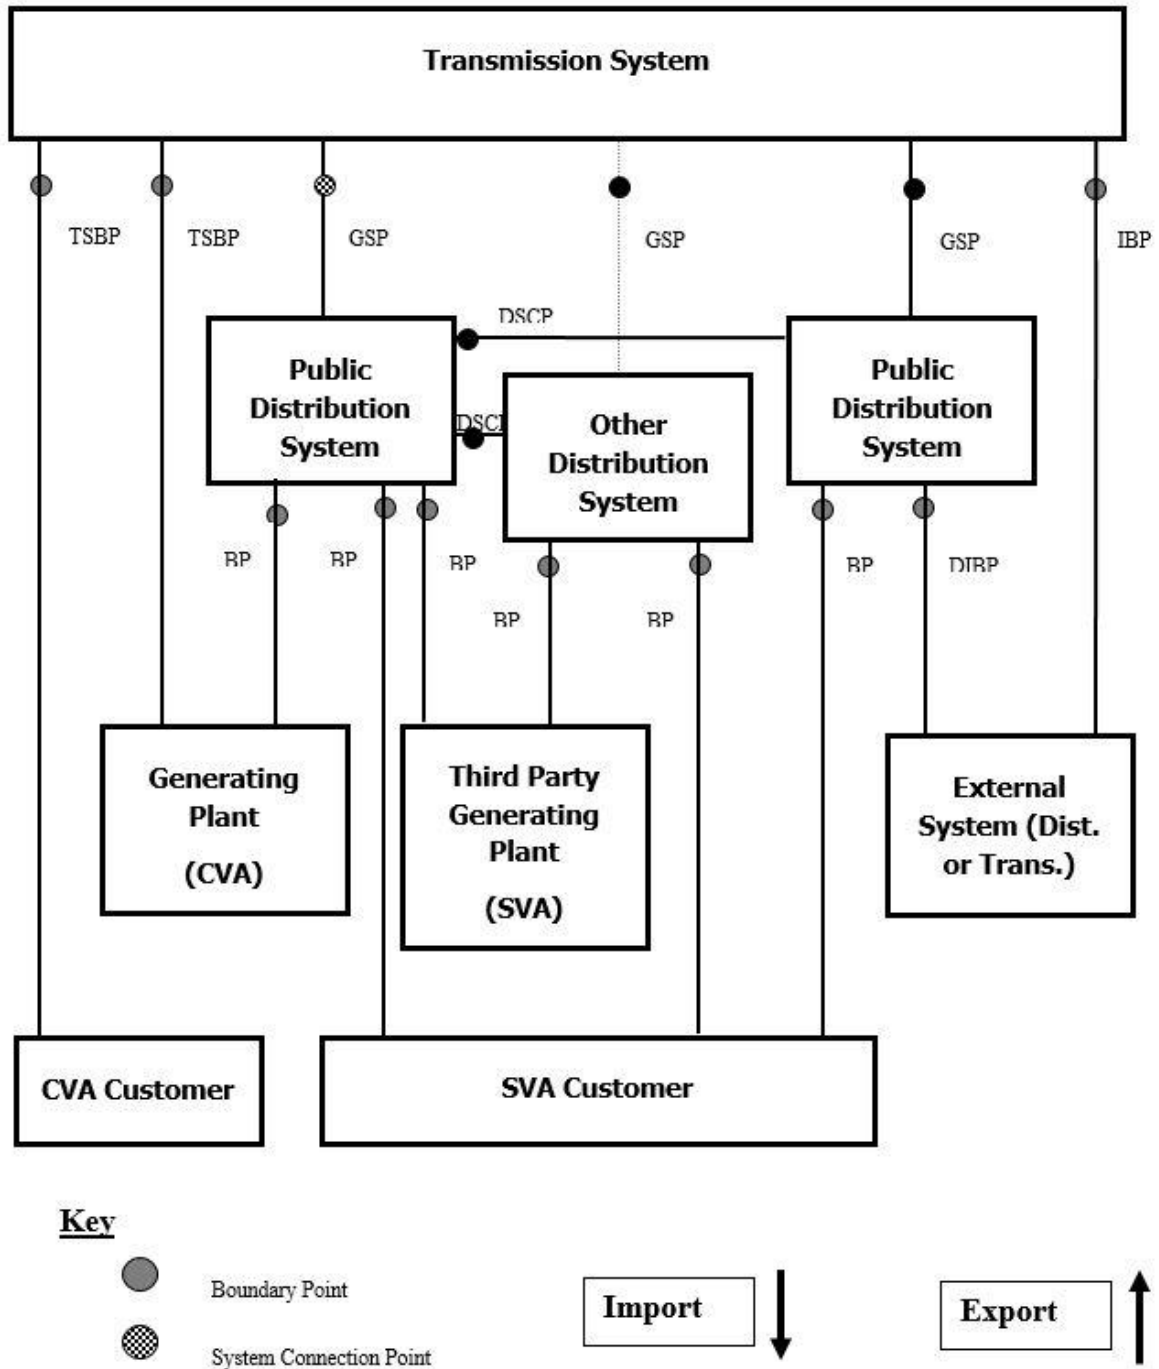 Transmission System
TSBP
TSBP
GSP
GSP
GSP
IBP
DSCP
Public
Distribution
System
DSCP
Other
Distribution
System
Public
Distribution
System
BP
BP
BP
BP
BP
BP
DIBP
Generating
Plant
(CVA)
Third Party
Generating
Plant
(SVA)
External
System (Dist.
or Trans.)
CVA Customer
SVA Customer
Key
Boundary Point
System Connection Point
Import
Export